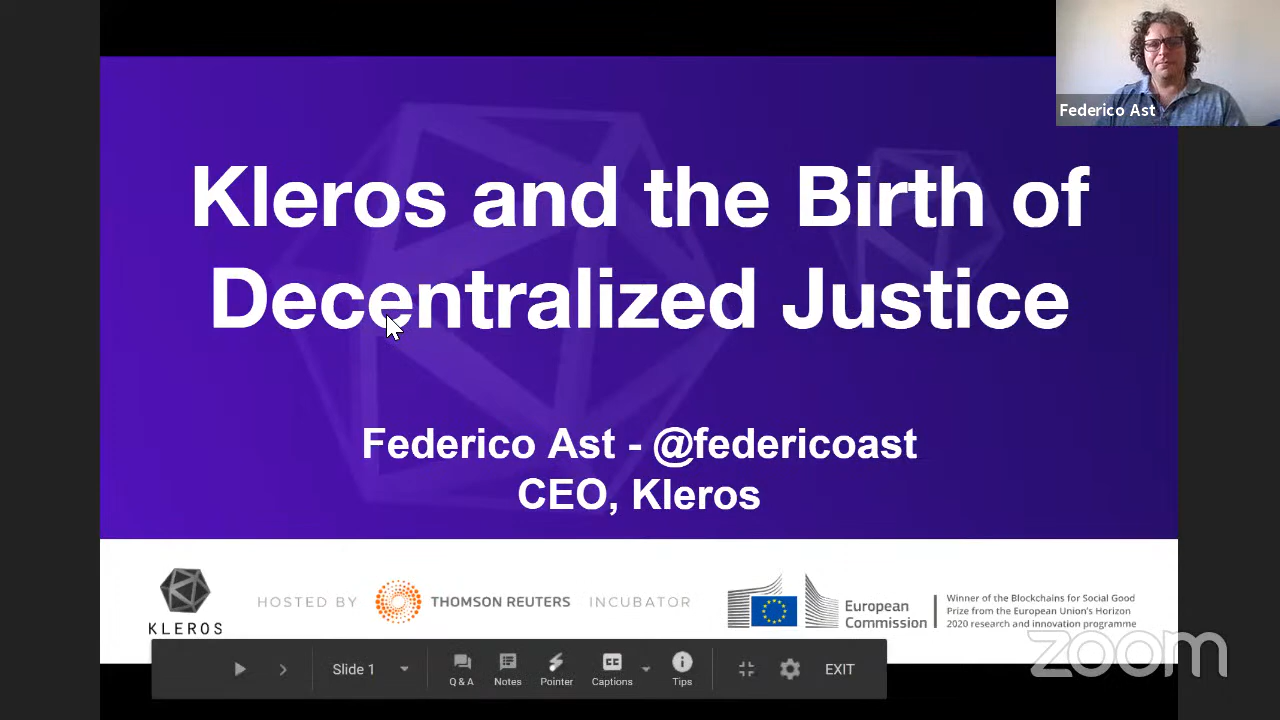 Federico Ast
Kleros and the Birth of
Decentralized Justice
Federico Ast - @federicoast
CEO, Kleros
KLEROS
HOSTED BY
THOMSON REUTERS
INCUBATOR
European
Commission
Winner of the Blockchains for Social Good
Prize from the European Union's Horizon
2020 research and innovation programme
zoom
Slide 1
Q & A
Notes
Pointer
CC
Captions
Tips
EXIT